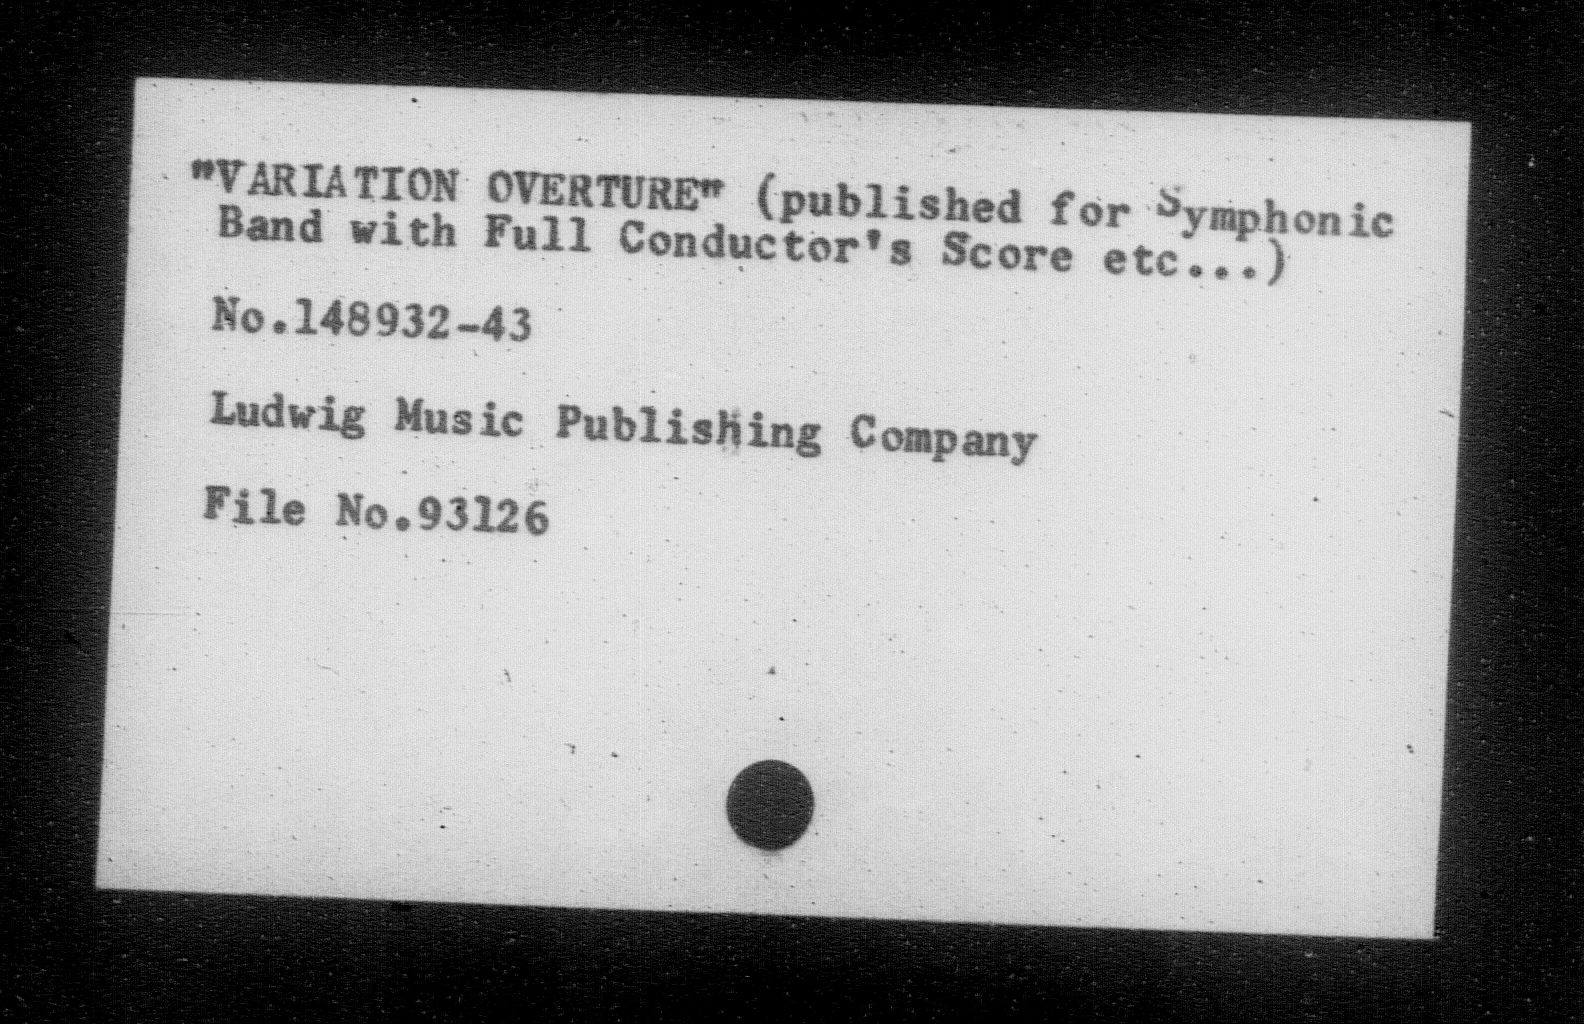 "VARIATION OVERTURE" (published for Symphonic
Band with Full Conductor's Score etc...)
No.148932-43
Ludwig Music Publishing Company
File No.93126